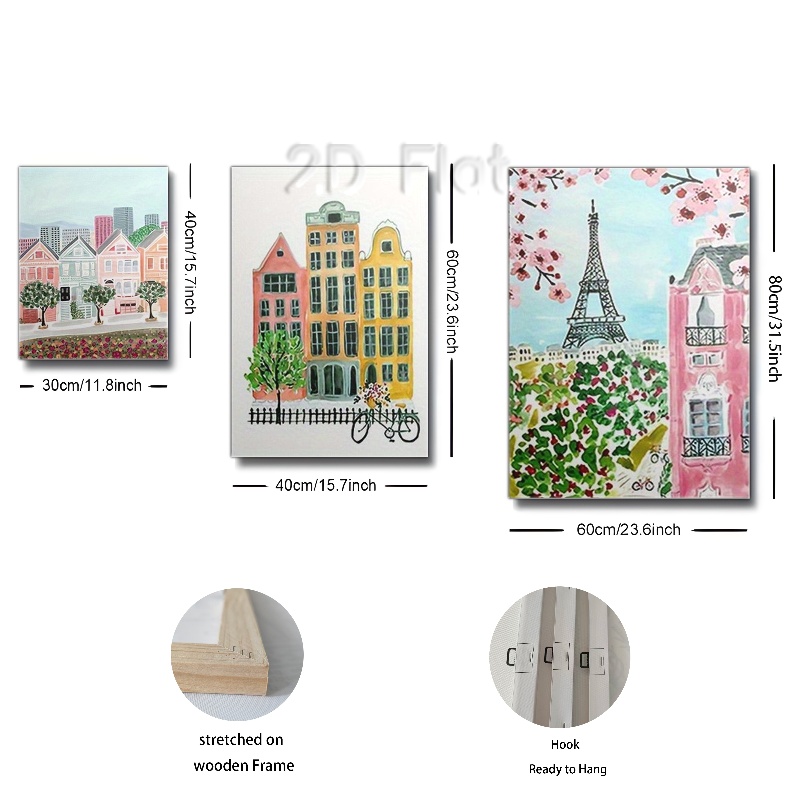 2D Flat
40cm/15.7inch
30cm/11.8inch
60cm/23.6inch
40cm/15.7inch
80cm/31.5inch
60cm/23.6inch
stretched on
wooden Frame
Hook
Ready to Hang